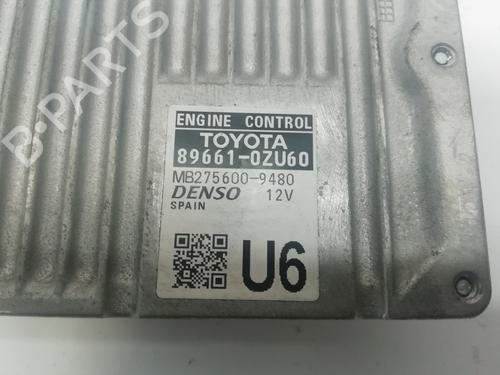 B-PARTS
ENGINE CONTROL
TOYOTA
89661-0ZU60
MB275600-9480
DENSO 12V
SPAIN
U6